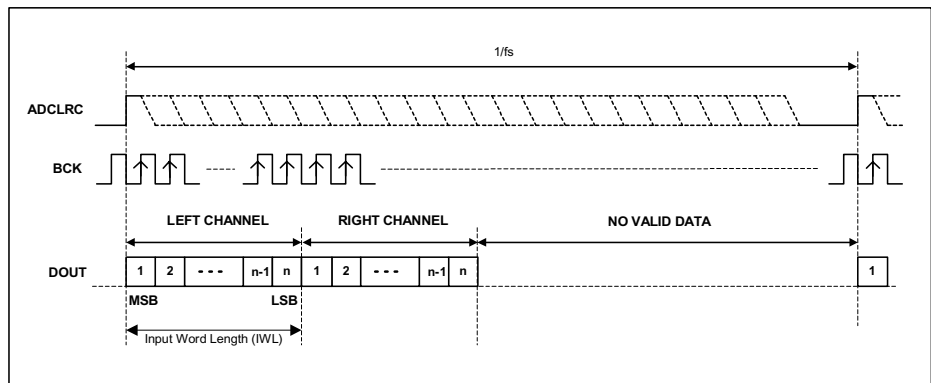 1/fs
ADCLRC
BCK
LEFT CHANNEL RIGHT CHANNEL NO VALID DATA
DOUT 1 2 n-1 n 1 2 n-1 n 1
MSB LSB
Input Word Length (IWL)